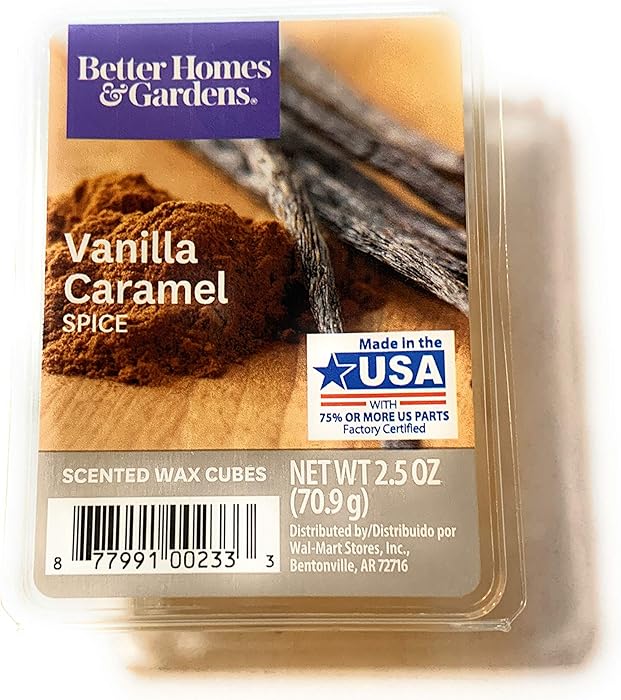 Better Homes
& Gardens®
Vanilla
Caramel
SPICE
Made in the
USA
WITH
75% OR MORE US PARTS
Factory Certified
SCENTED WAX CUBES
NET WT 2.5 OZ
(70.9 g)
Distributed by/Distribuido por
Wal-Mart Stores, Inc.,
Bentonville, AR 72716
8 77991 00233 3